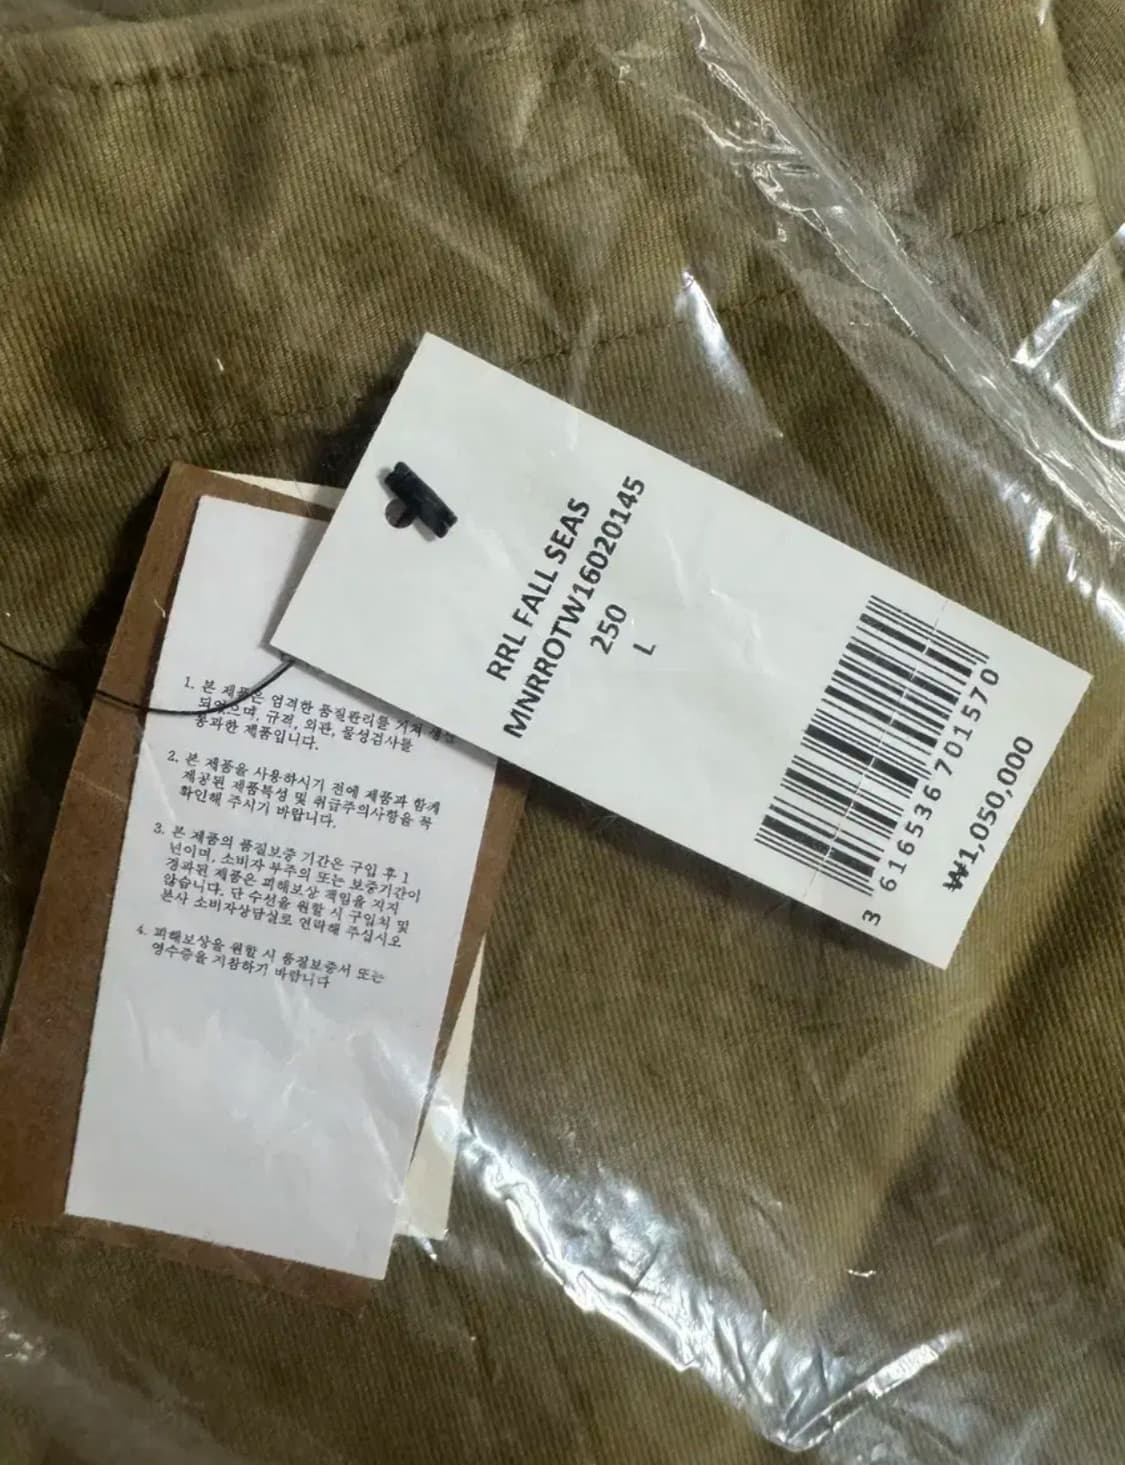 RRL FALL SEAS
MNRROTW16020145
250
L
3 616536 701570
₩1,050,000
1. 본 제품은 엄격한 품질관리를 거쳐 생산
되었으며, 규격, 외관, 물성검사를
통과한 제품입니다.
2. 본 제품을 사용하시기 전에 제품과 함께
제공된 제품특성 및 취급주의사항을 꼭
확인해 주시기 바랍니다.
3. 본 제품의 품질보증 기간은 구입 후 1
년이며, 소비자 부주의 또는 보증기간이
경과된 제품은 피해보상 책임을 지지
않습니다. 단 수선을 원할 시 구입처 및
본사 소비자상담실로 연락해 주십시오
4. 피해보상을 원할 시 품질보증서 또는
영수증을 지참하기 바랍니다